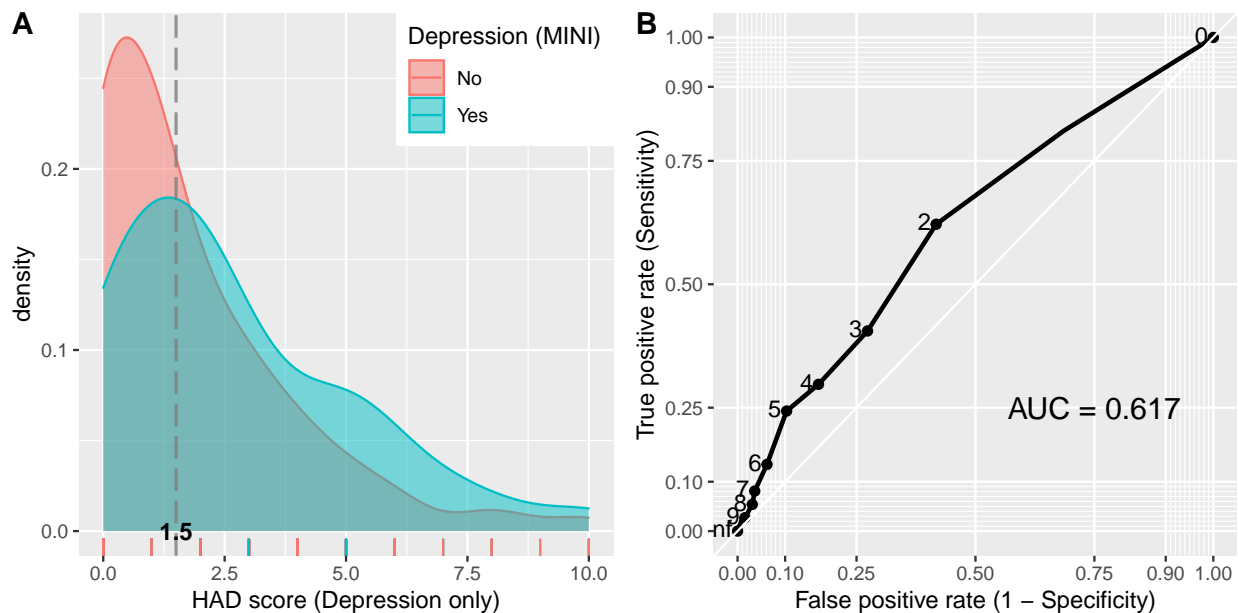 A
Depression (MINI)
No
Yes
density
0.2
0.1
0.0
1.5
0.0 2.5 5.0 7.5 10.0
HAD score (Depression only)
B
True positive rate (Sensitivity)
1.00
0.90
0.75
0.50
0.25
0.10
0.00
0
2
3
4
5
6
7
8
9
nf
AUC = 0.617
0.00 0.10 0.25 0.50 0.75 0.90 1.00
False positive rate (1 − Specificity)